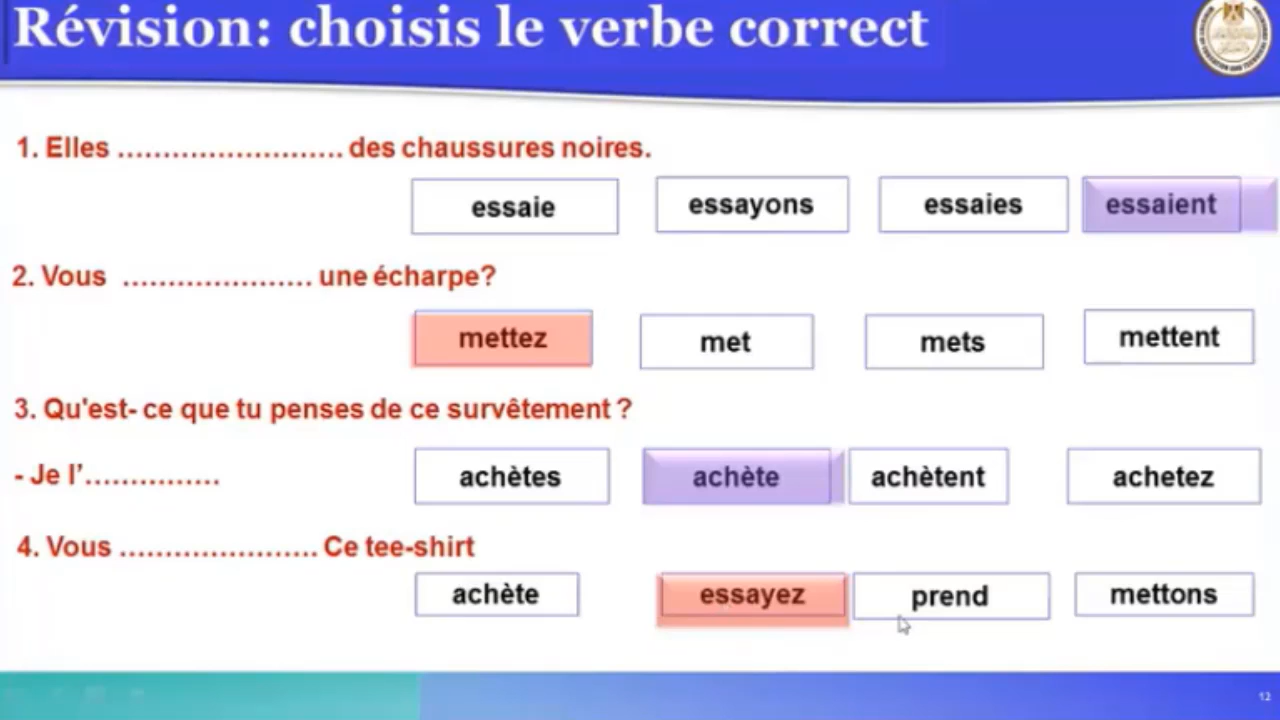 Révision: choisis le verbe correct
1. Elles ......................... des chaussures noires.
essaie essayons essaies essaient
2. Vous ..................... une écharpe?
mettez met mets mettent
3. Qu'est- ce que tu penses de ce survêtement ?
- Je l’............... achètes achète achètent achetez
4. Vous ...................... Ce tee-shirt
achète essayez prend mettons
12